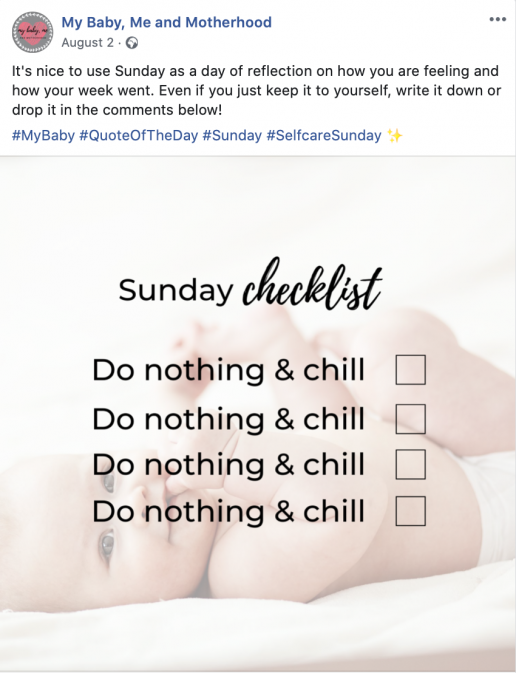 My Baby, Me and Motherhood
August 2 ·
It's nice to use Sunday as a day of reflection on how you are feeling and
how your week went. Even if you just keep it to yourself, write it down or
drop it in the comments below!
#MyBaby #QuoteOfTheDay #Sunday #SelfcareSunday ✨
Sunday checklist
Do nothing & chill
Do nothing & chill
Do nothing & chill
Do nothing & chill